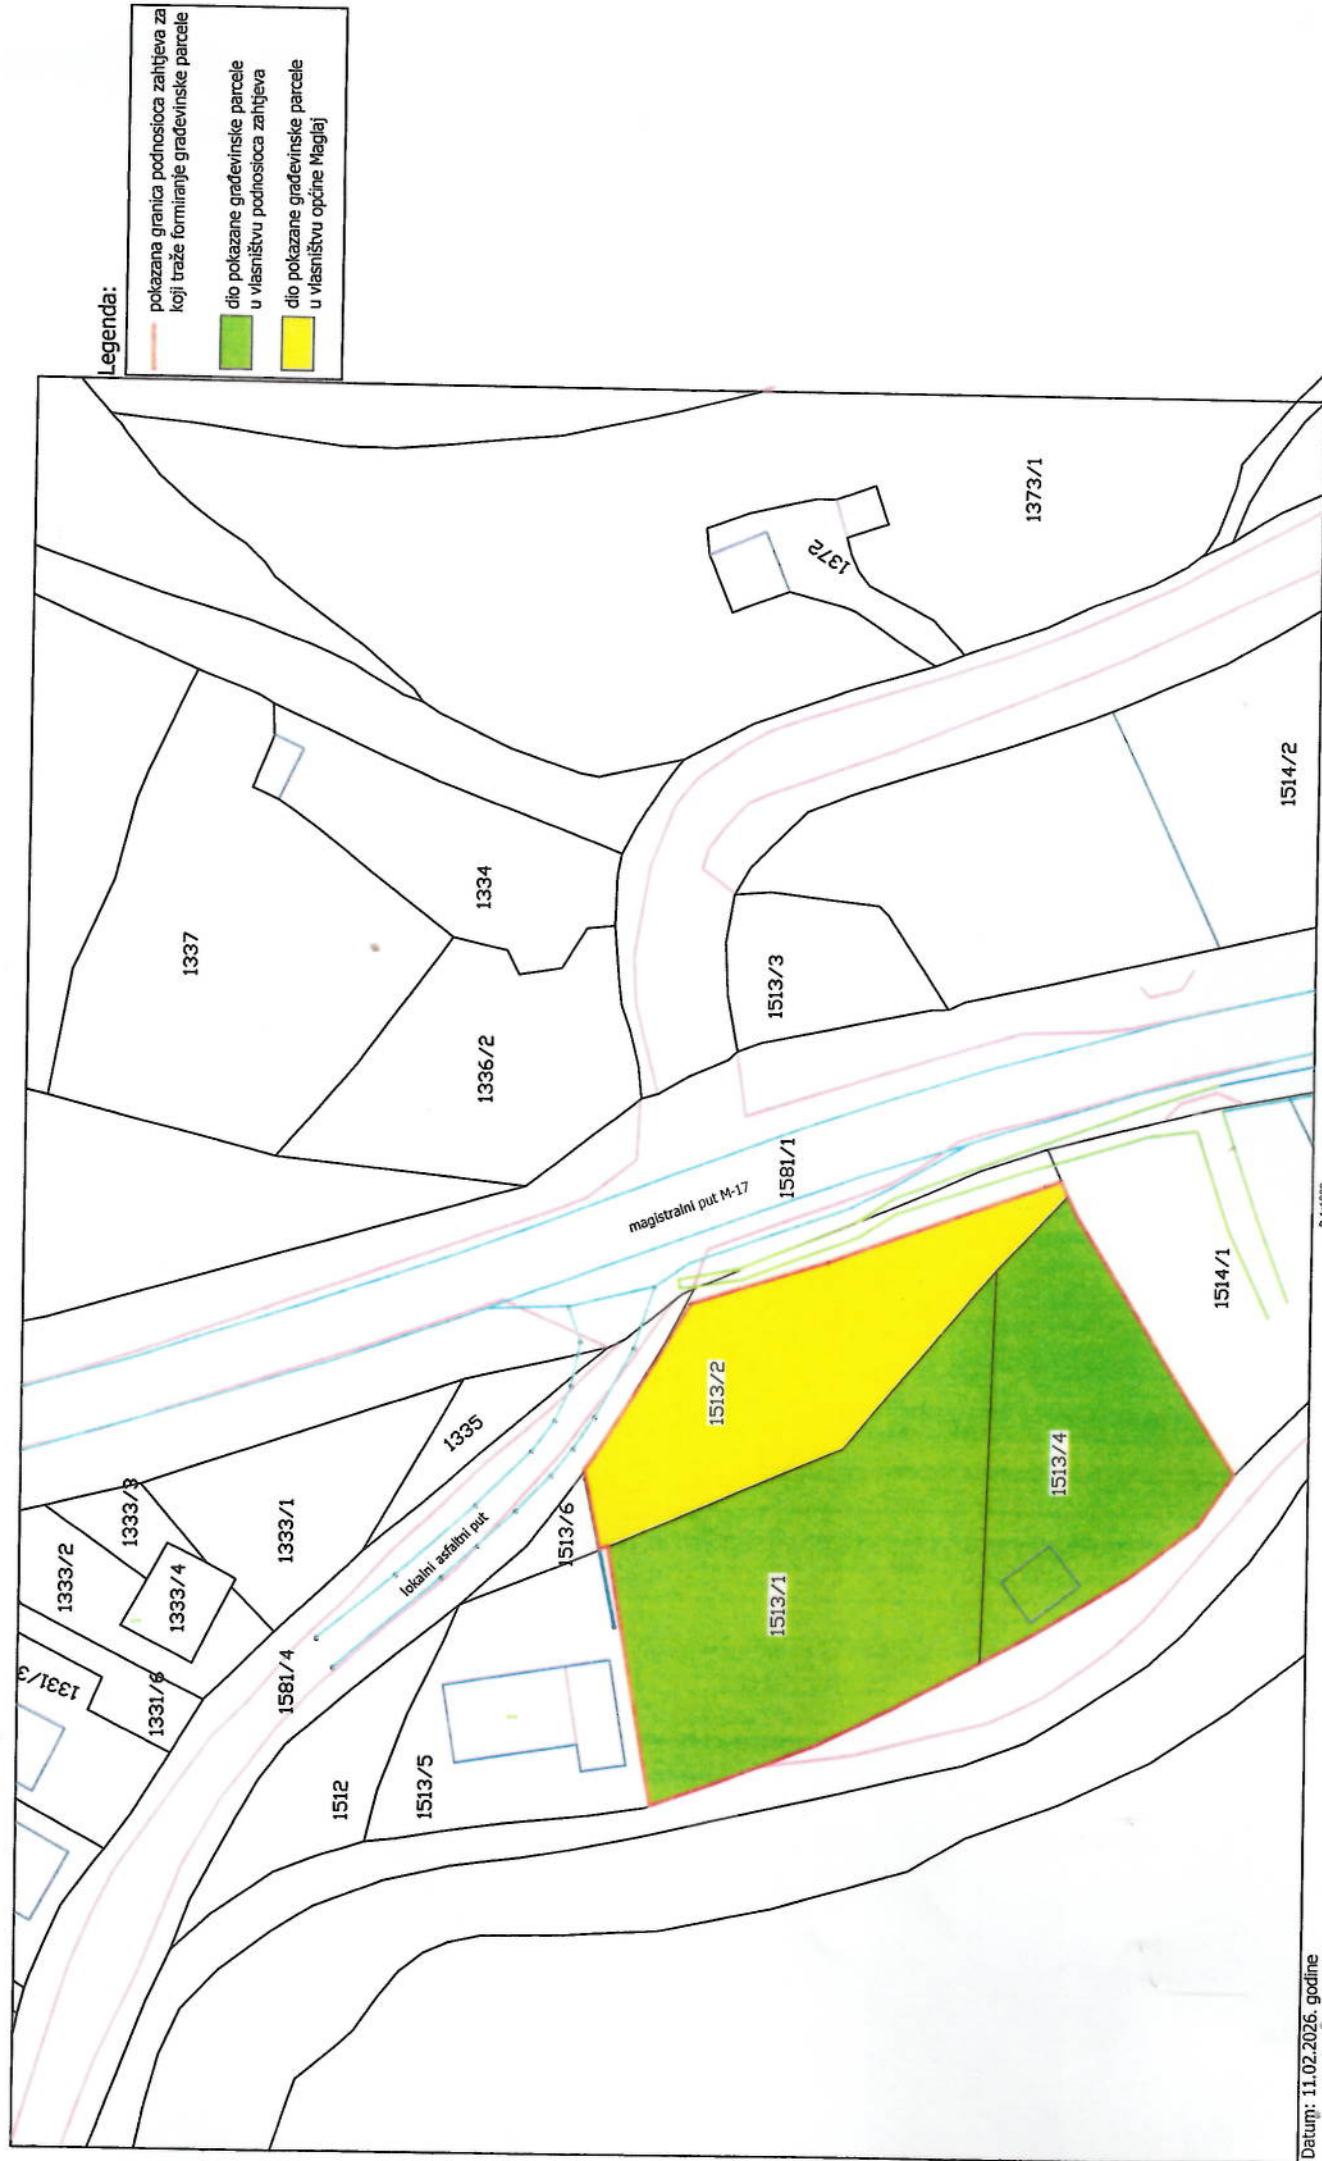 Legenda:
pokazana granica podnosioca zahtjeva za
koji traže formiranje građevinske parcele
dio pokazane građevinske parcele
u vlasništvu podnosioca zahtjeva
dio pokazane građevinske parcele
u vlasništvu općine Maglaj
1331/3
1333/2
1333/3
1333/4
1331/6
1333/1
1581/4
1335
lokalni asfaltni put
1512
1513/5
1513/6
1337
1334
1336/2
magistralni put M-17
1581/1
1513/3
1372
1373/1
1514/2
1513/2
1513/1
1513/4
1514/1
Datum: 11.02.2026. godine